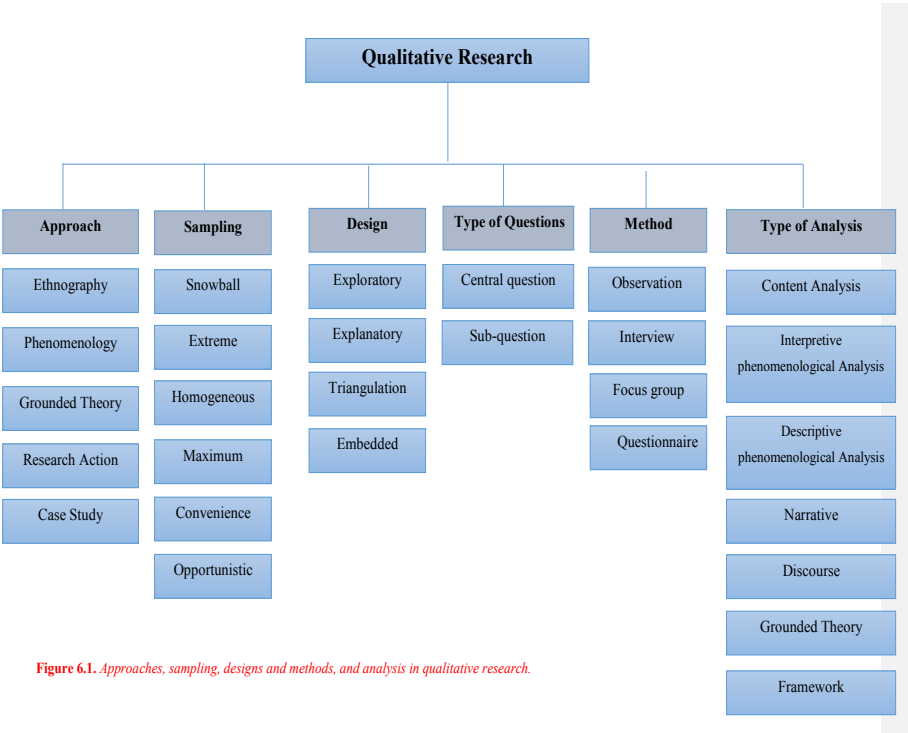 Qualitative Research
Approach
Ethnography
Phenomenology
Grounded Theory
Research Action
Case Study
Sampling
Snowball
Extreme
Homogeneous
Maximum
Convenience
Opportunistic
Design
Exploratory
Explanatory
Triangulation
Embedded
Type of Questions
Central question
Sub-question
Method
Observation
Interview
Focus group
Questionnaire
Type of Analysis
Content Analysis
Interpretive
phenomenological Analysis
Descriptive
phenomenological Analysis
Narrative
Discourse
Grounded Theory
Framework
Figure 6.1. Approaches, sampling, designs and methods, and analysis in qualitative research.